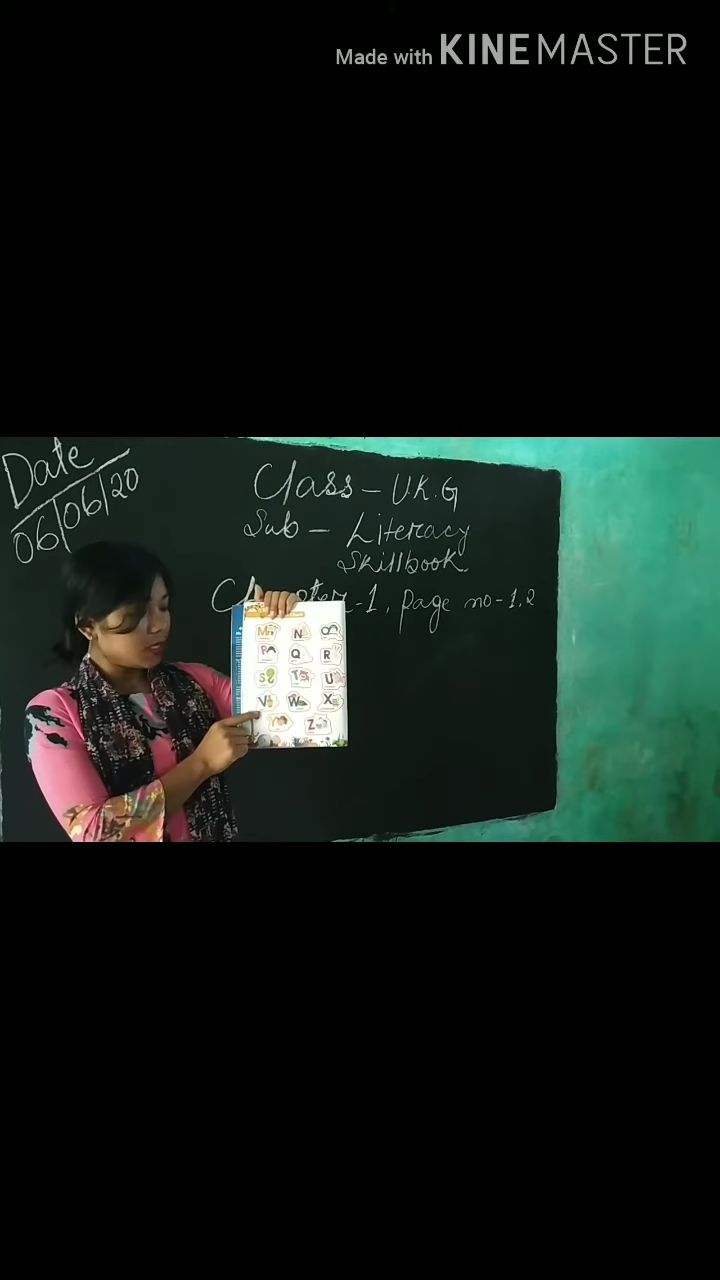 Made with KINEMASTER
Date
06/06/20
Class - U.K.G
Sub - Literacy
Skillbook
Chapter-1, page no-1,2
M N O
P Q R
S T U
V W X
Z